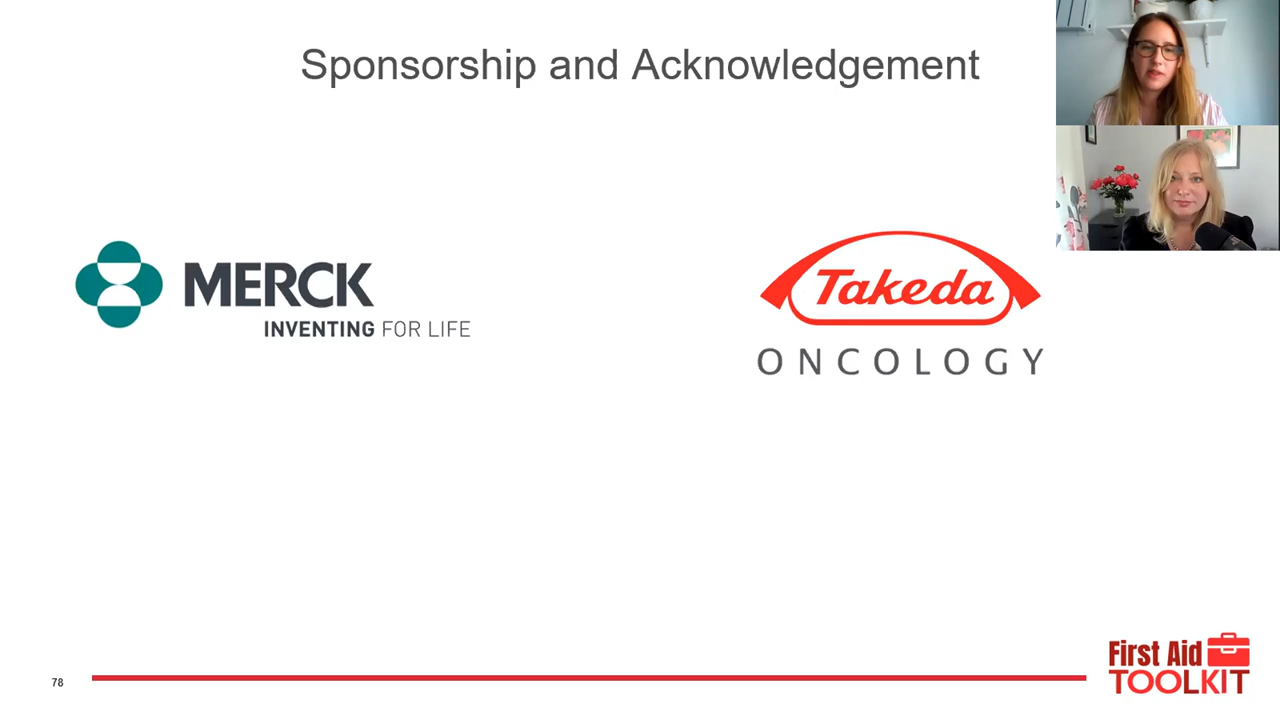 Sponsorship and Acknowledgement
MERCK
INVENTING FOR LIFE
Takeda
ONCOLOGY
78
First Aid
TOOLKIT